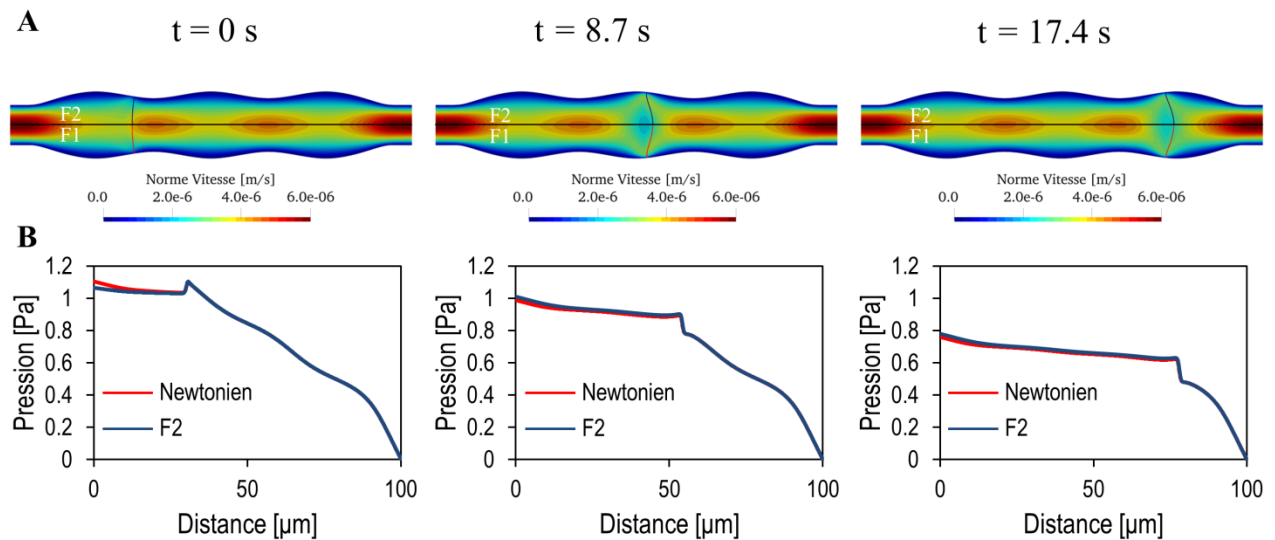 A
t = 0 s
t = 8.7 s
t = 17.4 s
F2
F1
F2
F1
F2
F1
Norme Vitesse [m/s]
0.0 2.0e-6 4.0e-6 6.0e-6
Norme Vitesse [m/s]
0.0 2.0e-6 4.0e-6 6.0e-6
Norme Vitesse [m/s]
0.0 2.0e-6 4.0e-6 6.0e-6
B
Pression [Pa]
1.2
1
0.8
0.6
0.4
0.2
0
Newtonien
F2
0 50 100
Distance [µm]
Pression [Pa]
1.2
1
0.8
0.6
0.4
0.2
0
Newtonien
F2
0 50 100
Distance [µm]
Pression [Pa]
1.2
1
0.8
0.6
0.4
0.2
0
Newtonien
F2
0 50 100
Distance [µm]